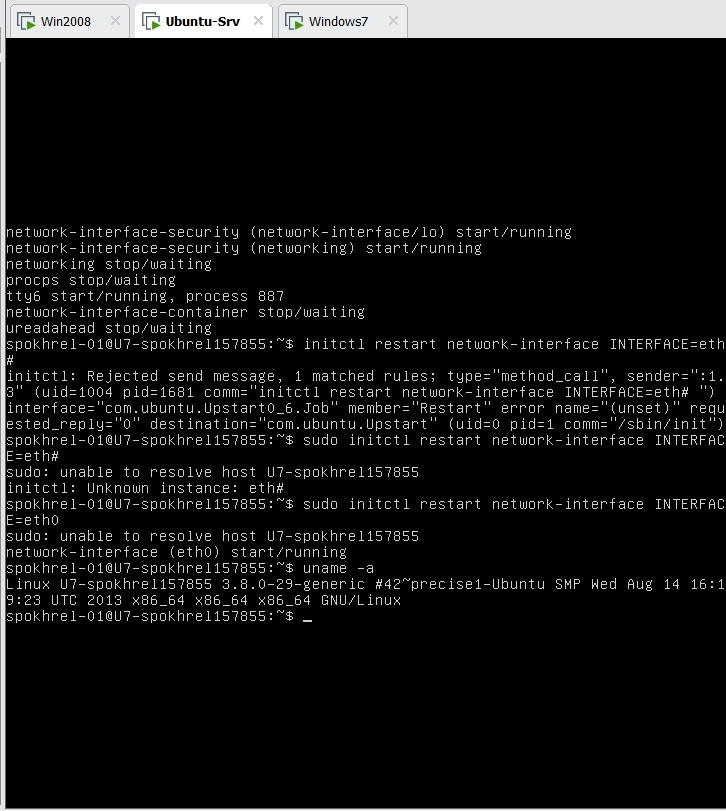 Win2008
Ubuntu-Srv
Windows7
network-interface-security (network-interface/lo) start/running
network-interface-security (networking) start/running
networking stop/waiting
procps stop/waiting
tty6 start/running, process 887
network-interface-container stop/waiting
ureadahead stop/waiting
spokhrel-01@U7-spokhrel157855:~$ initctl restart network-interface INTERFACE=eth
#
initctl: Rejected send message, 1 matched rules; type="method_call", sender=":1.
3" (uid=1004 pid=1681 comm="initctl restart network-interface INTERFACE=eth# ")
interface="com.ubuntu.Upstart0_6.Job" member="Restart" error name="(unset)" requ
ested_reply="0" destination="com.ubuntu.Upstart" (uid=0 pid=1 comm="/sbin/init")
spokhrel-01@U7-spokhrel157855:~$ sudo initctl restart network-interface INTERFAC
E=eth#
sudo: unable to resolve host U7-spokhrel157855
initctl: Unknown instance: eth#
spokhrel-01@U7-spokhrel157855:~$ sudo initctl restart network-interface INTERFAC
E=eth0
sudo: unable to resolve host U7-spokhrel157855
network-interface (eth0) start/running
spokhrel-01@U7-spokhrel157855:~$ uname -a
Linux U7-spokhrel157855 3.8.0-29-generic #42~precise1-Ubuntu SMP Wed Aug 14 16:1
9:23 UTC 2013 x86_64 x86_64 x86_64 GNU/Linux
spokhrel-01@U7-spokhrel157855:~$ _